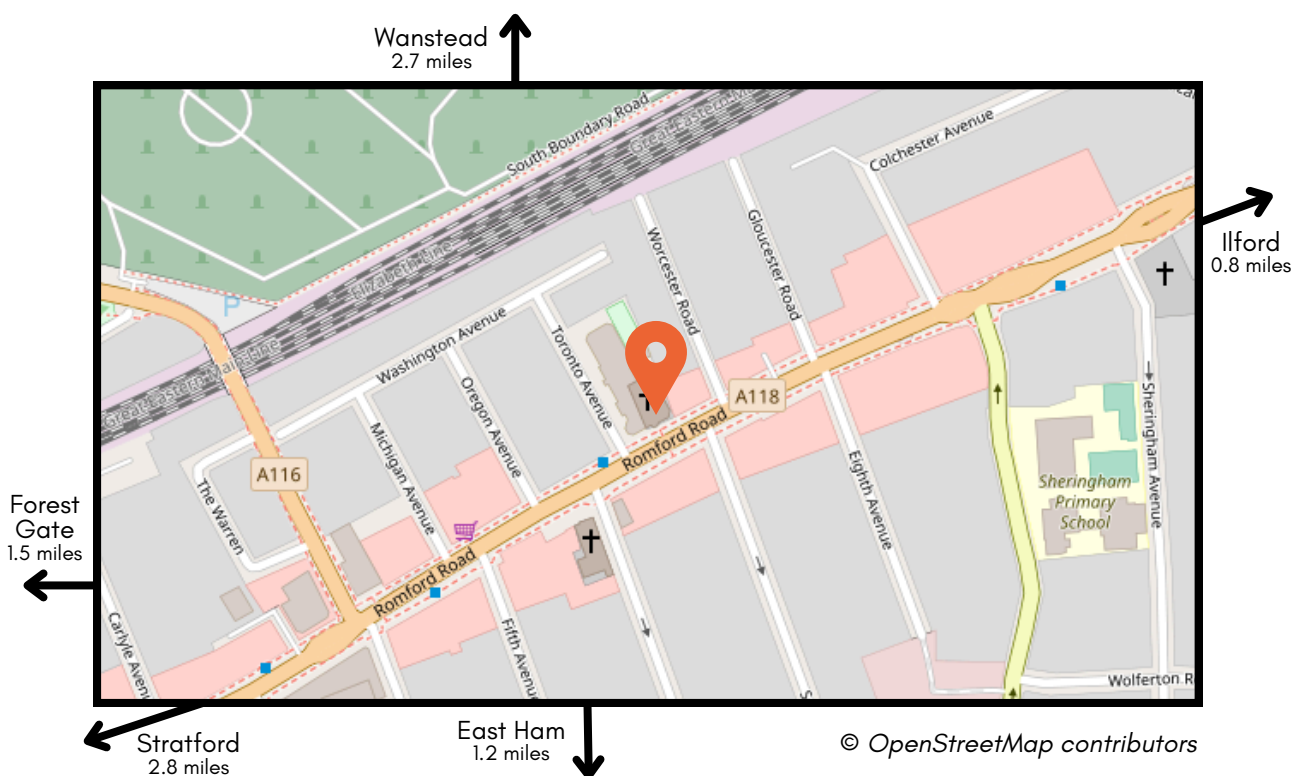 Wanstead
2.7 miles
South Boundary Road
Great Eastern M
Colchester Avenue
Elizabeth Line
Worcester Road
Gloucester Road
Ilford
0.8 miles
P
Great Eastern Main Line
Washington Avenue
Toronto Avenue
Oregon Avenue
Michigan Avenue
A118
Romford Road
A116
The Warren
Eighth Avenue
Sheringham Avenue
Sheringham
Primary
School
Forest
Gate
1.5 miles
Romford Road
Carlyle Avenu
Fifth Avenue
S
Wolferton R
Stratford
2.8 miles
East Ham
1.2 miles
© OpenStreetMap contributors